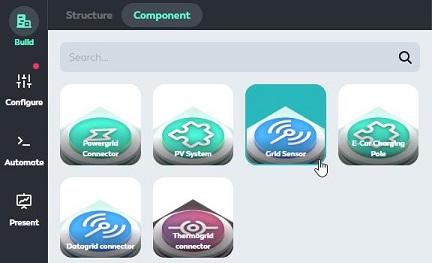 Structure Component
Build
Search...
Configure
Powergrid
Connector
PV System
Grid Sensor
E-Car Charging
Pole
Automate
Present
Datagrid connector
Thermogrid
connector